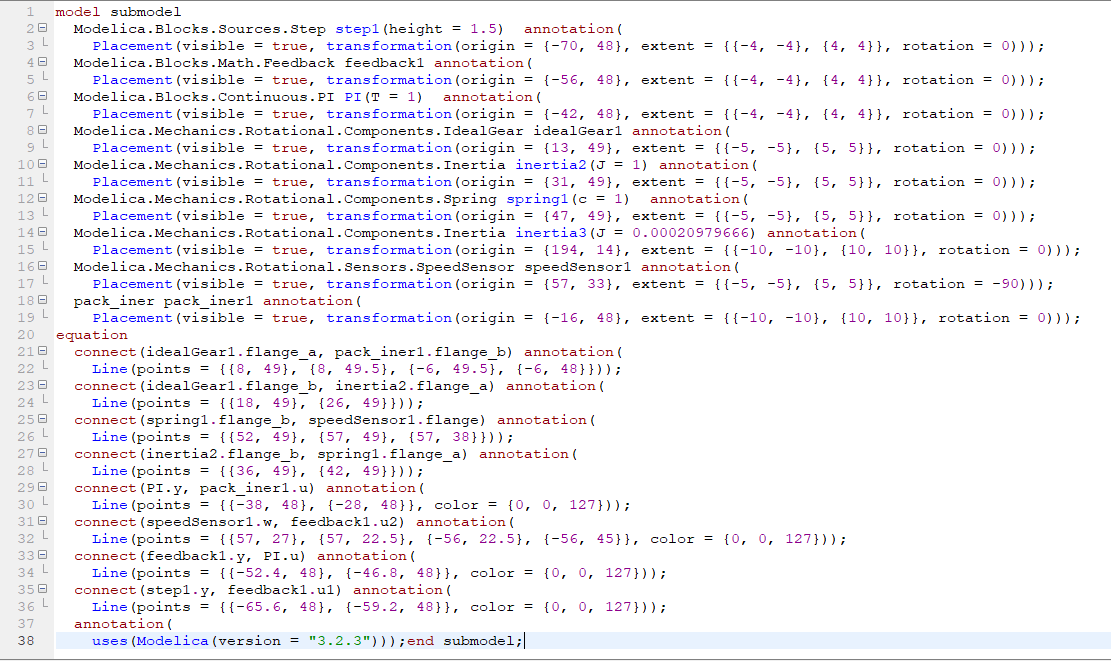 1 model submodel
2 Modelica.Blocks.Sources.Step step1(height = 1.5)  annotation(
3 Placement(visible = true, transformation(origin = {-70, 48}, extent = {{-4, -4}, {4, 4}}, rotation = 0)));
4 Modelica.Blocks.Math.Feedback feedback1 annotation(
5 Placement(visible = true, transformation(origin = {-56, 48}, extent = {{-4, -4}, {4, 4}}, rotation = 0)));
6 Modelica.Blocks.Continuous.PI PI(T = 1)  annotation(
7 Placement(visible = true, transformation(origin = {-42, 48}, extent = {{-4, -4}, {4, 4}}, rotation = 0)));
8 Modelica.Mechanics.Rotational.Components.IdealGear idealGear1 annotation(
9 Placement(visible = true, transformation(origin = {13, 49}, extent = {{-5, -5}, {5, 5}}, rotation = 0)));
10 Modelica.Mechanics.Rotational.Components.Inertia inertia2(J = 1) annotation(
11 Placement(visible = true, transformation(origin = {31, 49}, extent = {{-5, -5}, {5, 5}}, rotation = 0)));
12 Modelica.Mechanics.Rotational.Components.Spring spring1(c = 1)  annotation(
13 Placement(visible = true, transformation(origin = {47, 49}, extent = {{-5, -5}, {5, 5}}, rotation = 0)));
14 Modelica.Mechanics.Rotational.Components.Inertia inertia3(J = 0.00020979666) annotation(
15 Placement(visible = true, transformation(origin = {194, 14}, extent = {{-10, -10}, {10, 10}}, rotation = 0)));
16 Modelica.Mechanics.Rotational.Sensors.SpeedSensor speedSensor1 annotation(
17 Placement(visible = true, transformation(origin = {57, 33}, extent = {{-5, -5}, {5, 5}}, rotation = -90)));
18 pack_iner pack_iner1 annotation(
19 Placement(visible = true, transformation(origin = {-16, 48}, extent = {{-10, -10}, {10, 10}}, rotation = 0)));
20 equation
21 connect(idealGear1.flange_a, pack_iner1.flange_b) annotation(
22 Line(points = {{8, 49}, {8, 49.5}, {-6, 49.5}, {-6, 48}}));
23 connect(idealGear1.flange_b, inertia2.flange_a) annotation(
24 Line(points = {{18, 49}, {26, 49}}));
25 connect(spring1.flange_b, speedSensor1.flange) annotation(
26 Line(points = {{52, 49}, {57, 49}, {57, 38}}));
27 connect(inertia2.flange_b, spring1.flange_a) annotation(
28 Line(points = {{36, 49}, {42, 49}}));
29 connect(PI.y, pack_iner1.u) annotation(
30 Line(points = {{-38, 48}, {-28, 48}}, color = {0, 0, 127}));
31 connect(speedSensor1.w, feedback1.u2) annotation(
32 Line(points = {{57, 27}, {57, 22.5}, {-56, 22.5}, {-56, 45}}, color = {0, 0, 127}));
33 connect(feedback1.y, PI.u) annotation(
34 Line(points = {{-52.4, 48}, {-46.8, 48}}, color = {0, 0, 127}));
35 connect(step1.y, feedback1.u1) annotation(
36 Line(points = {{-65.6, 48}, {-59.2, 48}}, color = {0, 0, 127}));
37 annotation(
38 uses(Modelica(version = "3.2.3")));end submodel;